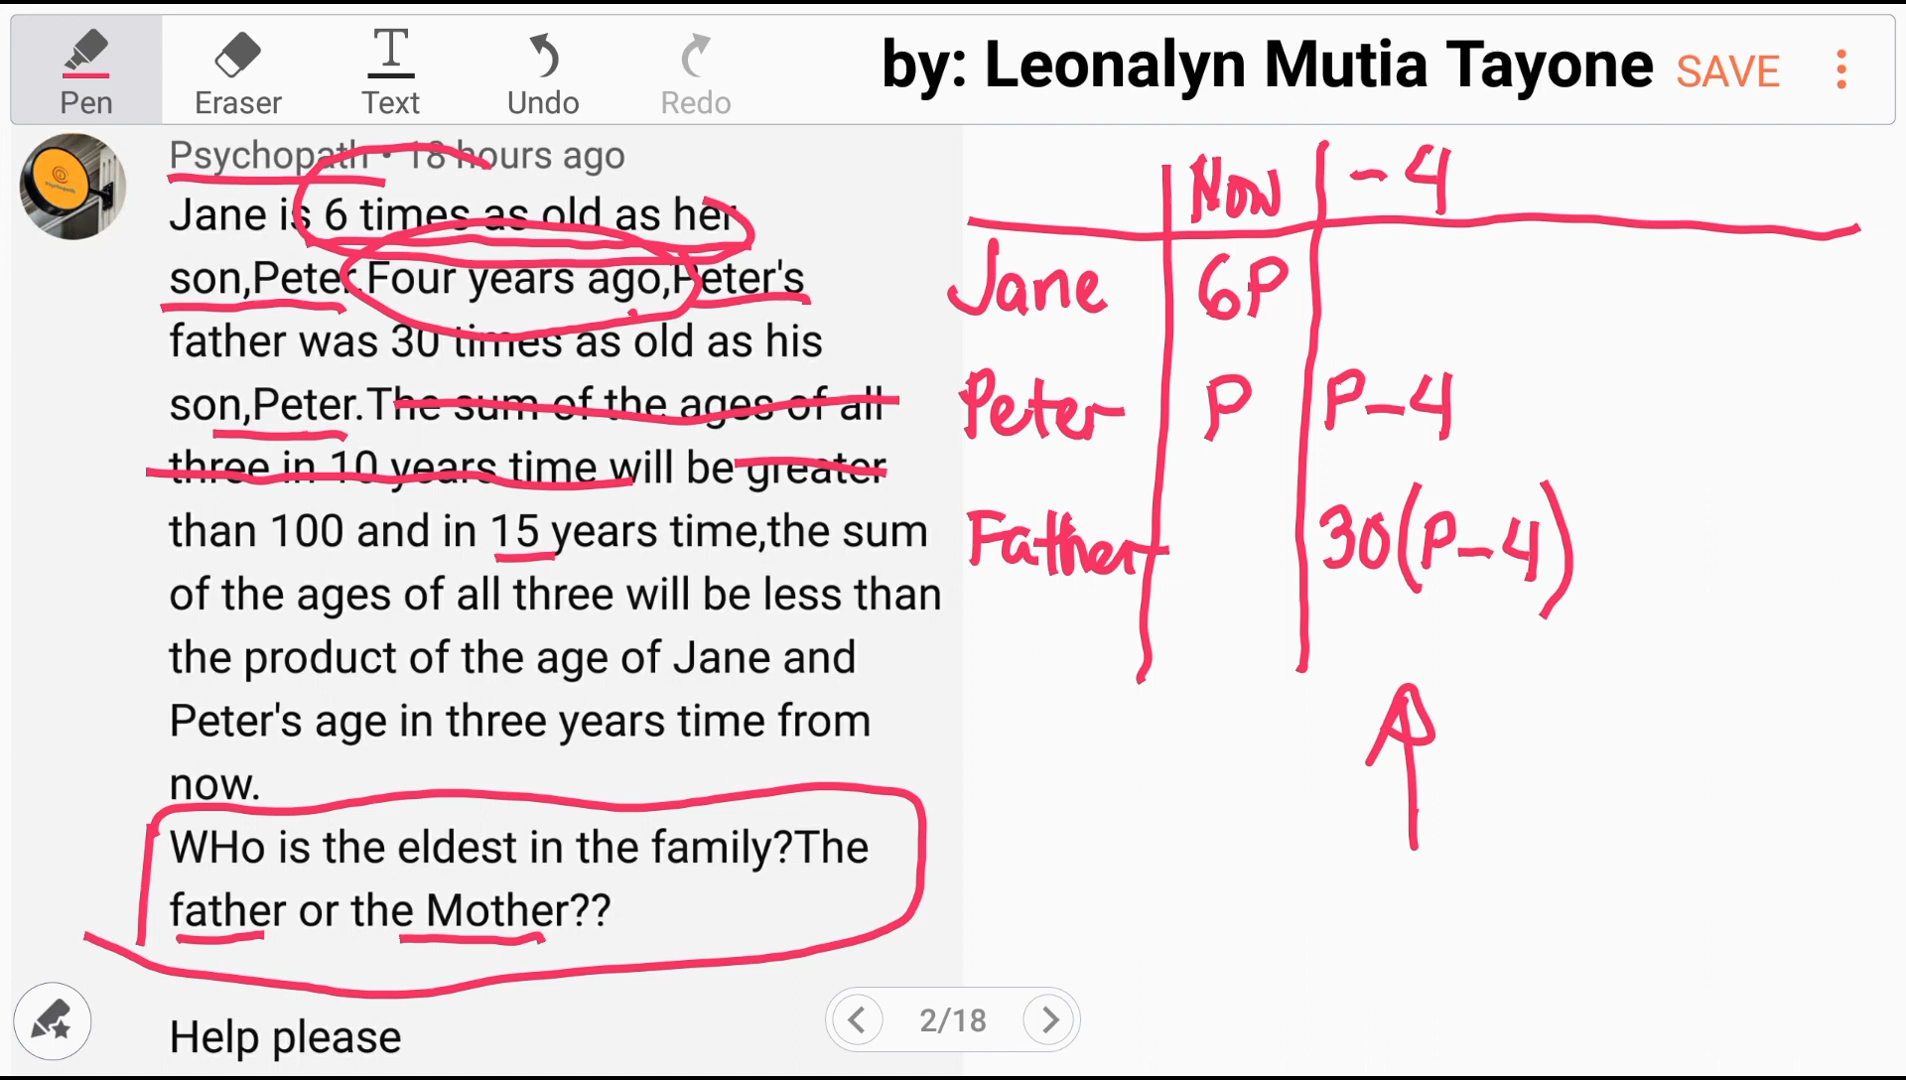 Pen
Eraser
T
Text
Undo
Redo
by: Leonalyn Mutia Tayone
SAVE
Psychopath • 18 hours ago
Jane is 6 times as old as her
son,Peter.Four years ago,Peter's
father was 30 times as old as his
son,Peter.The sum of the ages of all
three in 10 years time will be greater
than 100 and in 15 years time,the sum
of the ages of all three will be less than
the product of the age of Jane and
Peter's age in three years time from
now.
WHo is the eldest in the family?The
father or the Mother??
Help please
Now -4
Jane 6P
Peter P P-4
Father 30(P-4)
2/18